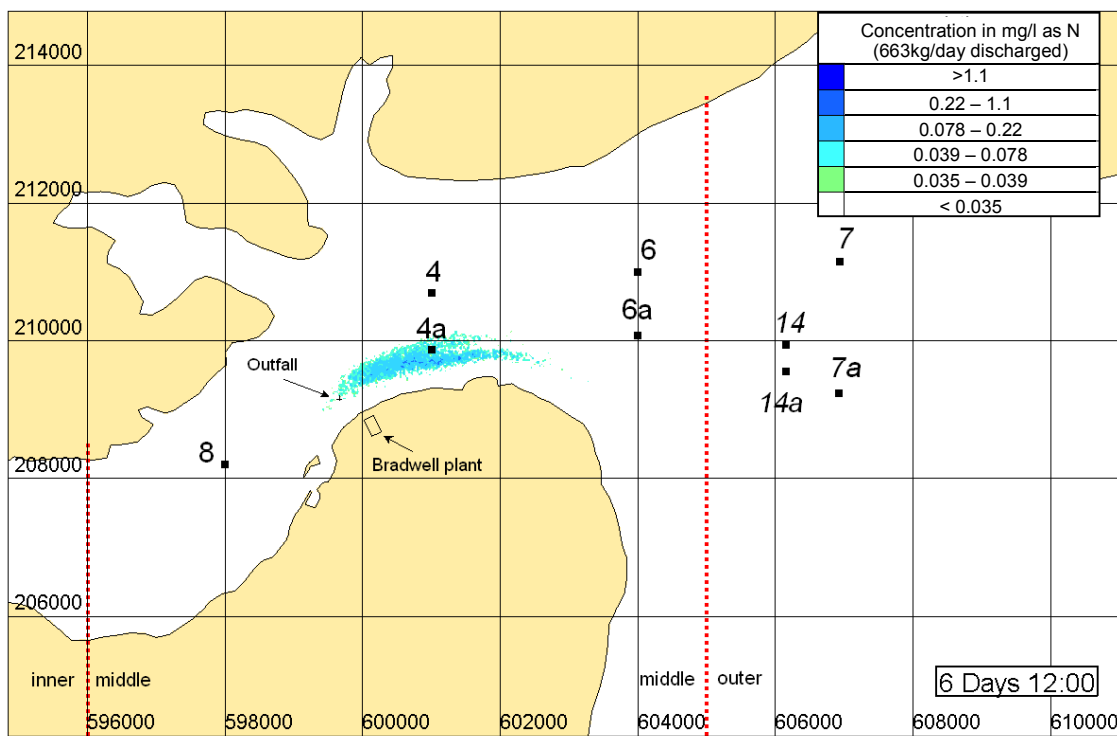 Concentration in mg/l as N
(663kg/day discharged)
>1.1
0.22 – 1.1
0.078 – 0.22
0.039 – 0.078
0.035 – 0.039
< 0.035
214000
212000
210000
208000
206000
7
6
4
6a
14
4a
7a
14a
Outfall
8
Bradwell plant
inner
middle
middle
outer
6 Days 12:00
596000
598000
600000
602000
604000
606000
608000
610000